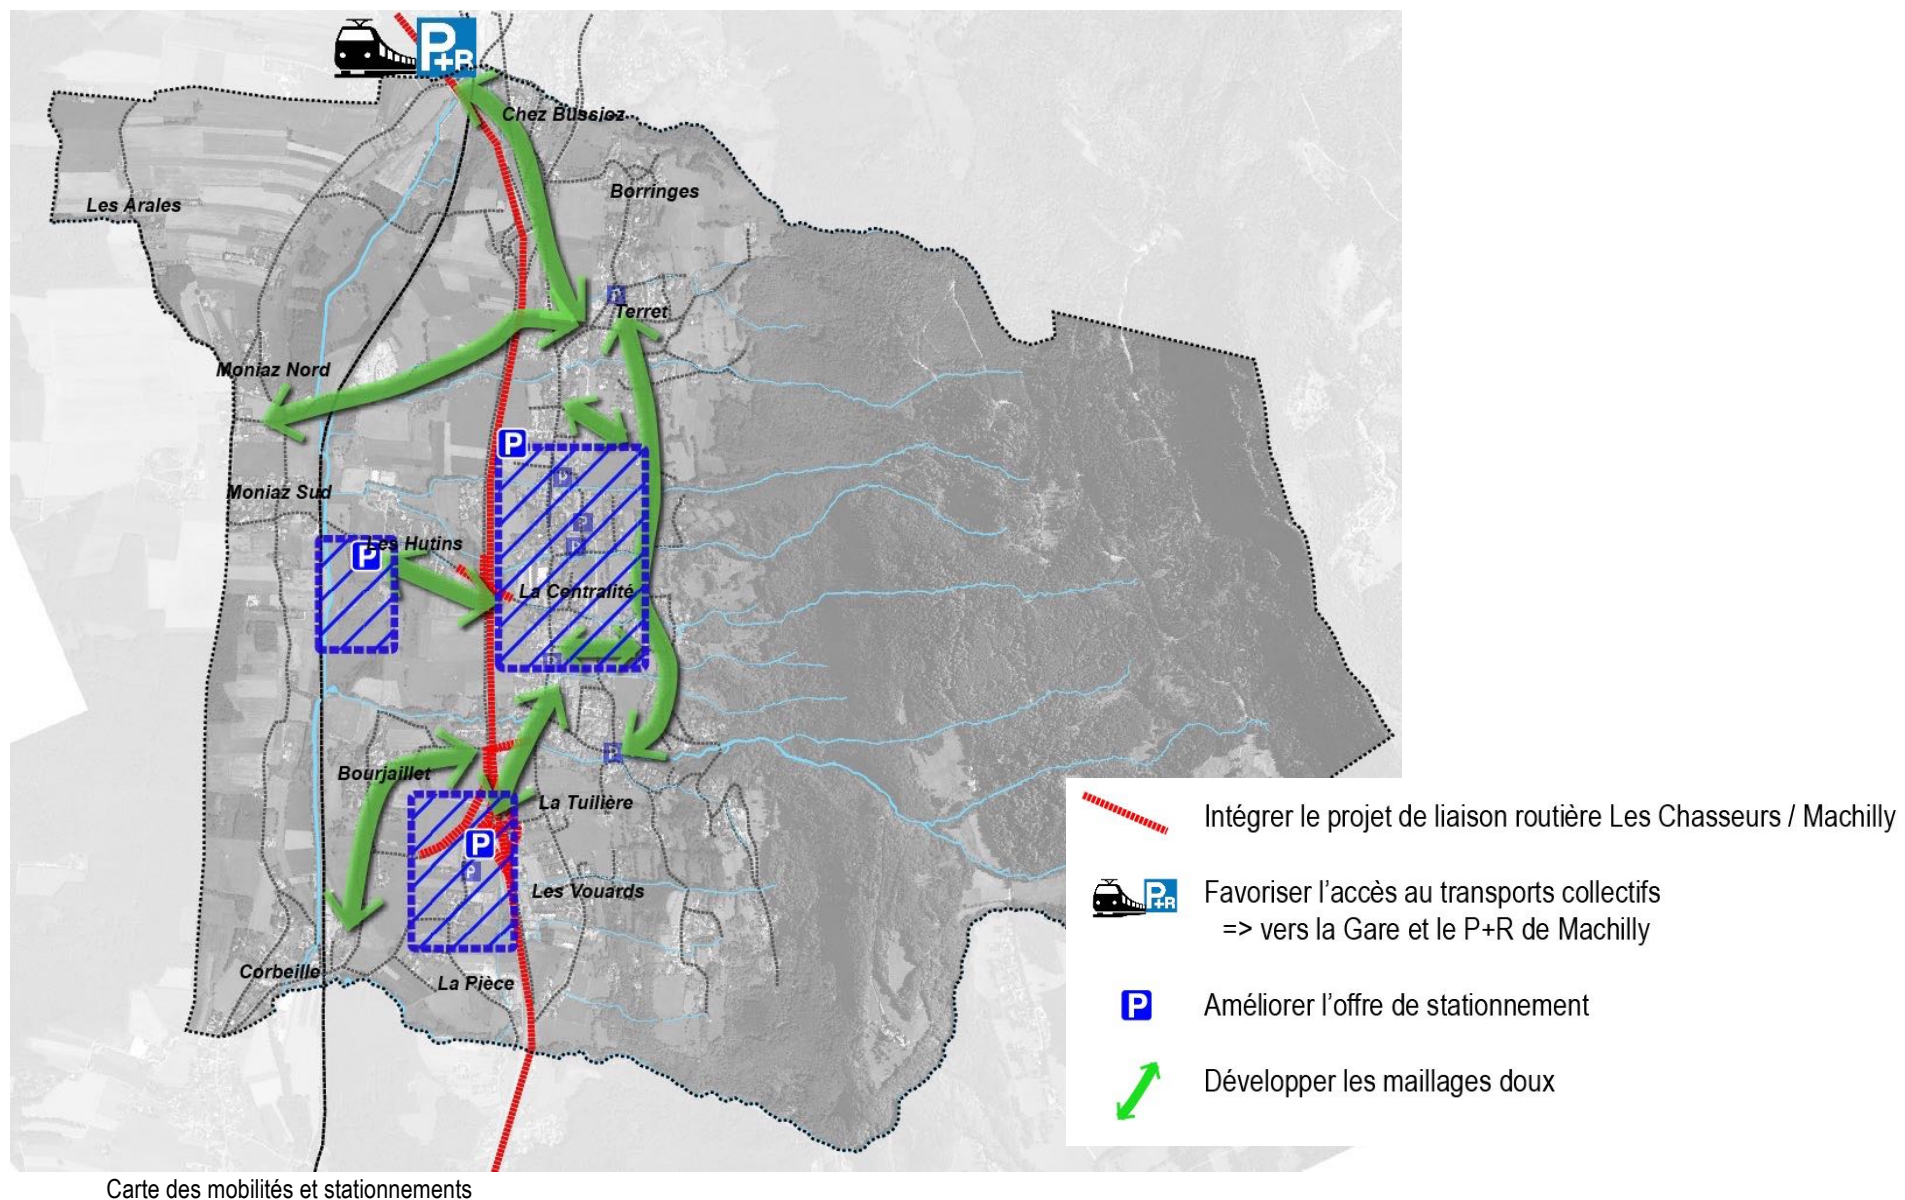 P+R
Chez Bussioz
Borringes
Les Arales
P
Terret
Moniaz Nord
P
P
Moniaz Sud
P
P
Les Hutins
P
La Centralité
P
P
Bourjaillet
La Tuilière
P
P
Les Vouards
Corbeille
La Pièce
Intégrer le projet de liaison routière Les Chasseurs / Machilly
P+R
Favoriser l'accès au transports collectifs
=> vers la Gare et le P+R de Machilly
P
Améliorer l'offre de stationnement
Développer les maillages doux
Carte des mobilités et stationnements